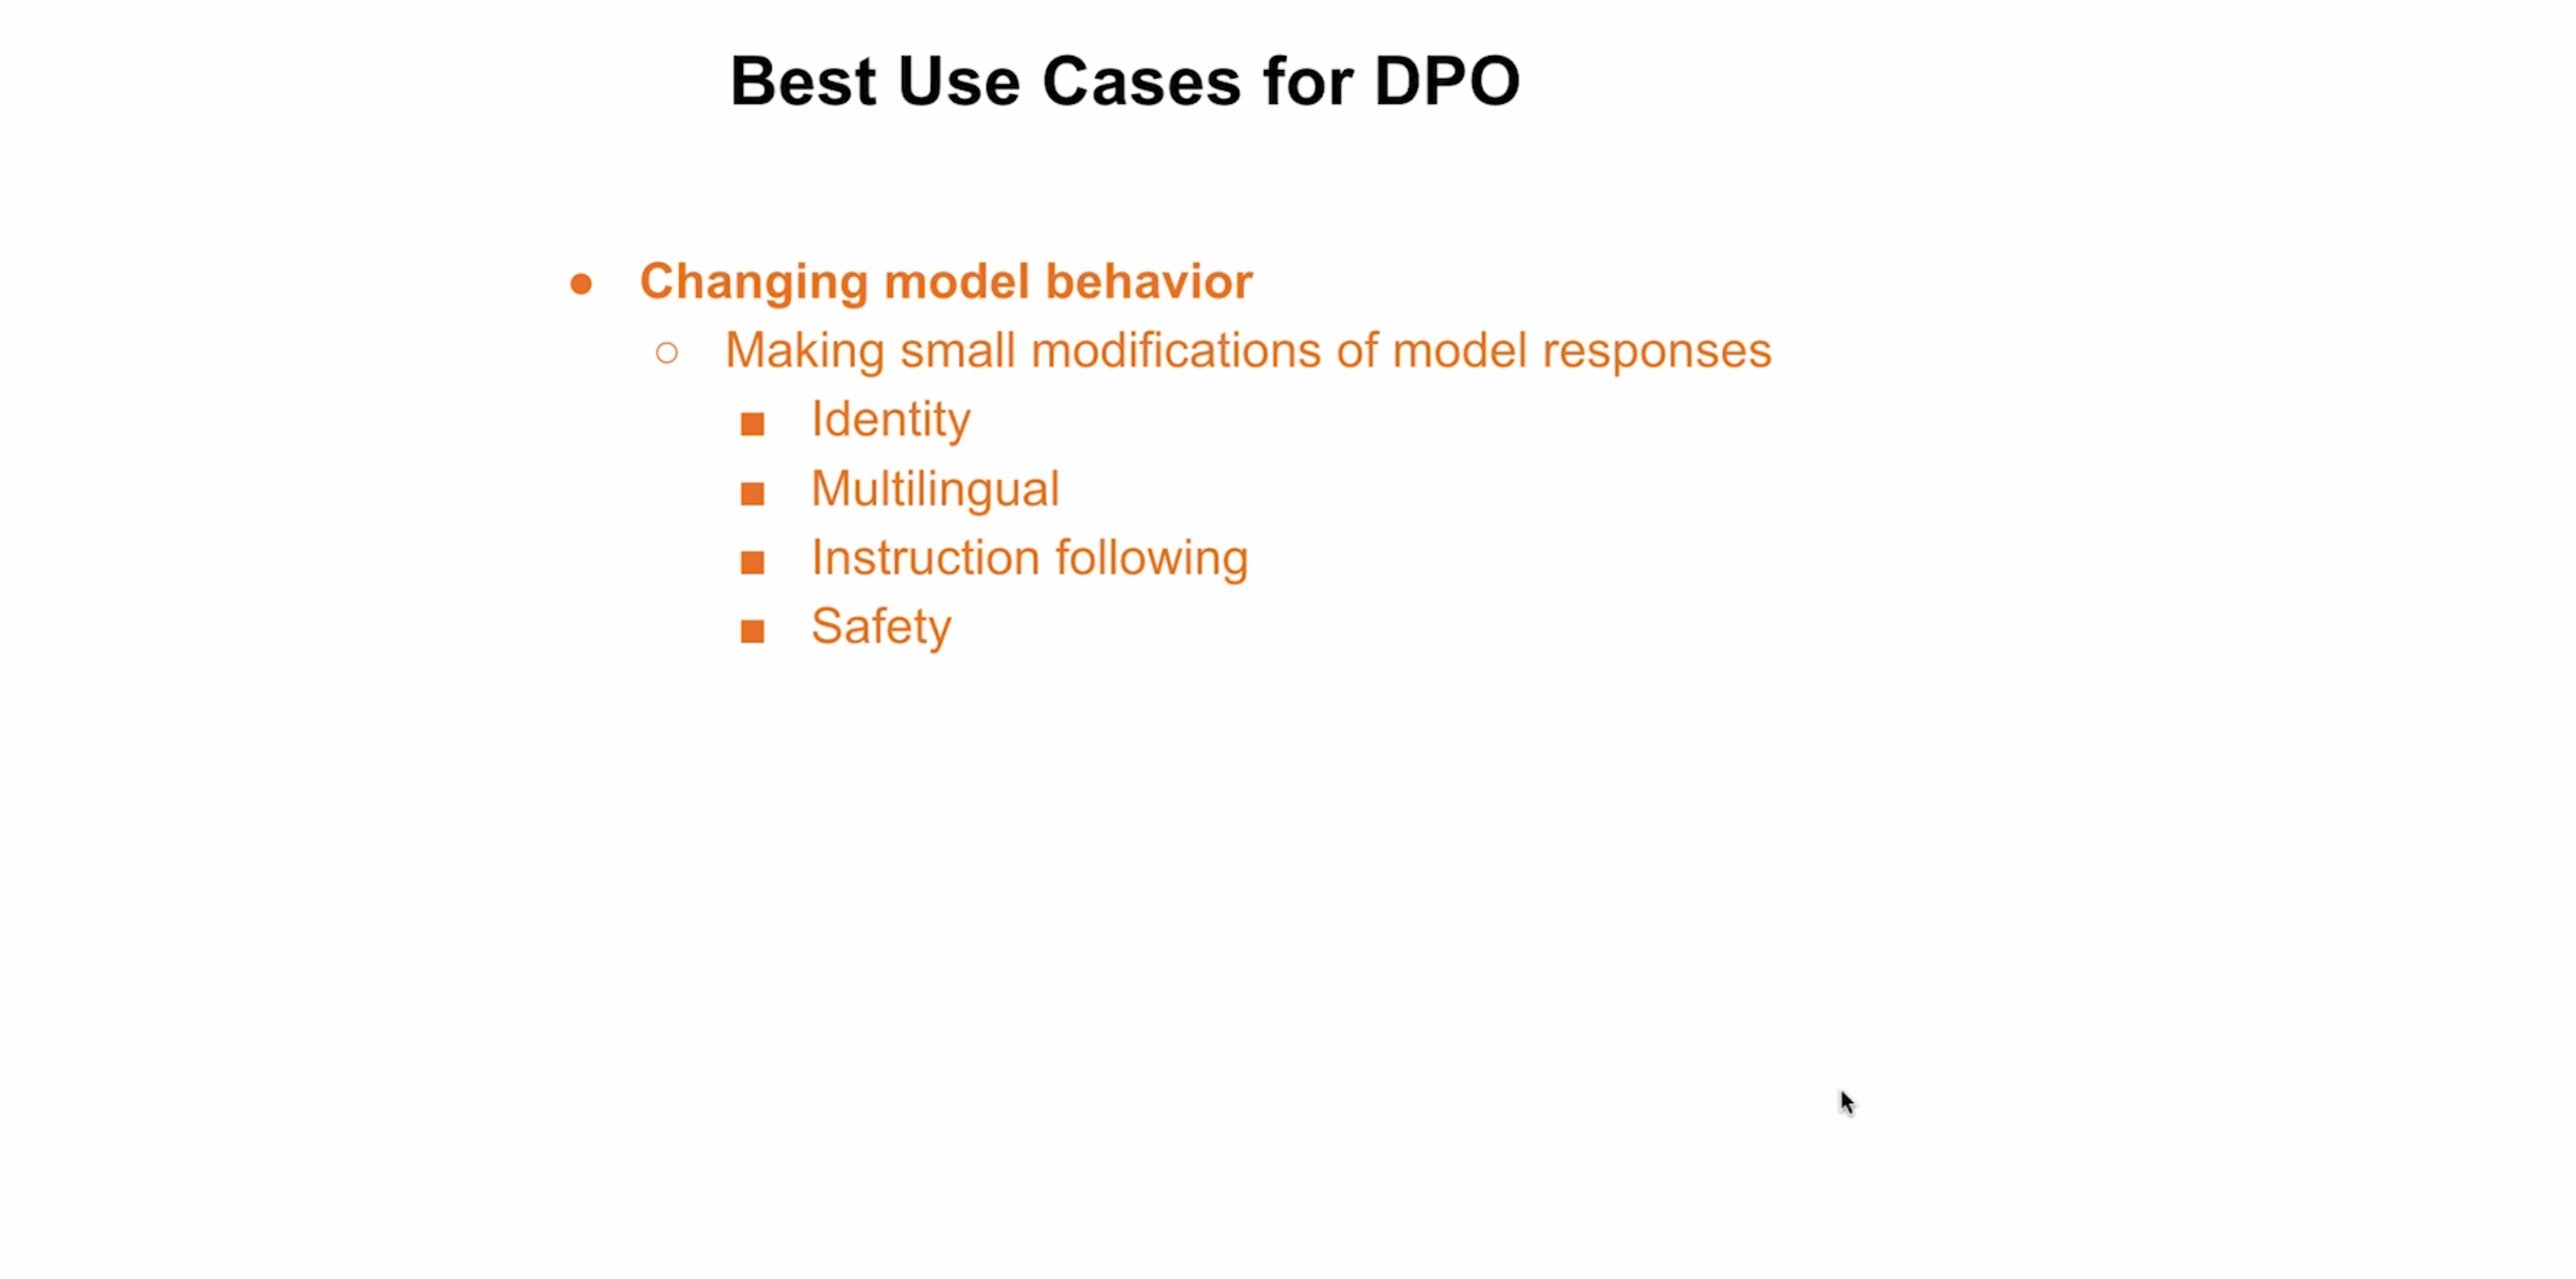 Best Use Cases for DPO
● Changing model behavior
○ Making small modifications of model responses
■ Identity
■ Multilingual
■ Instruction following
■ Safety